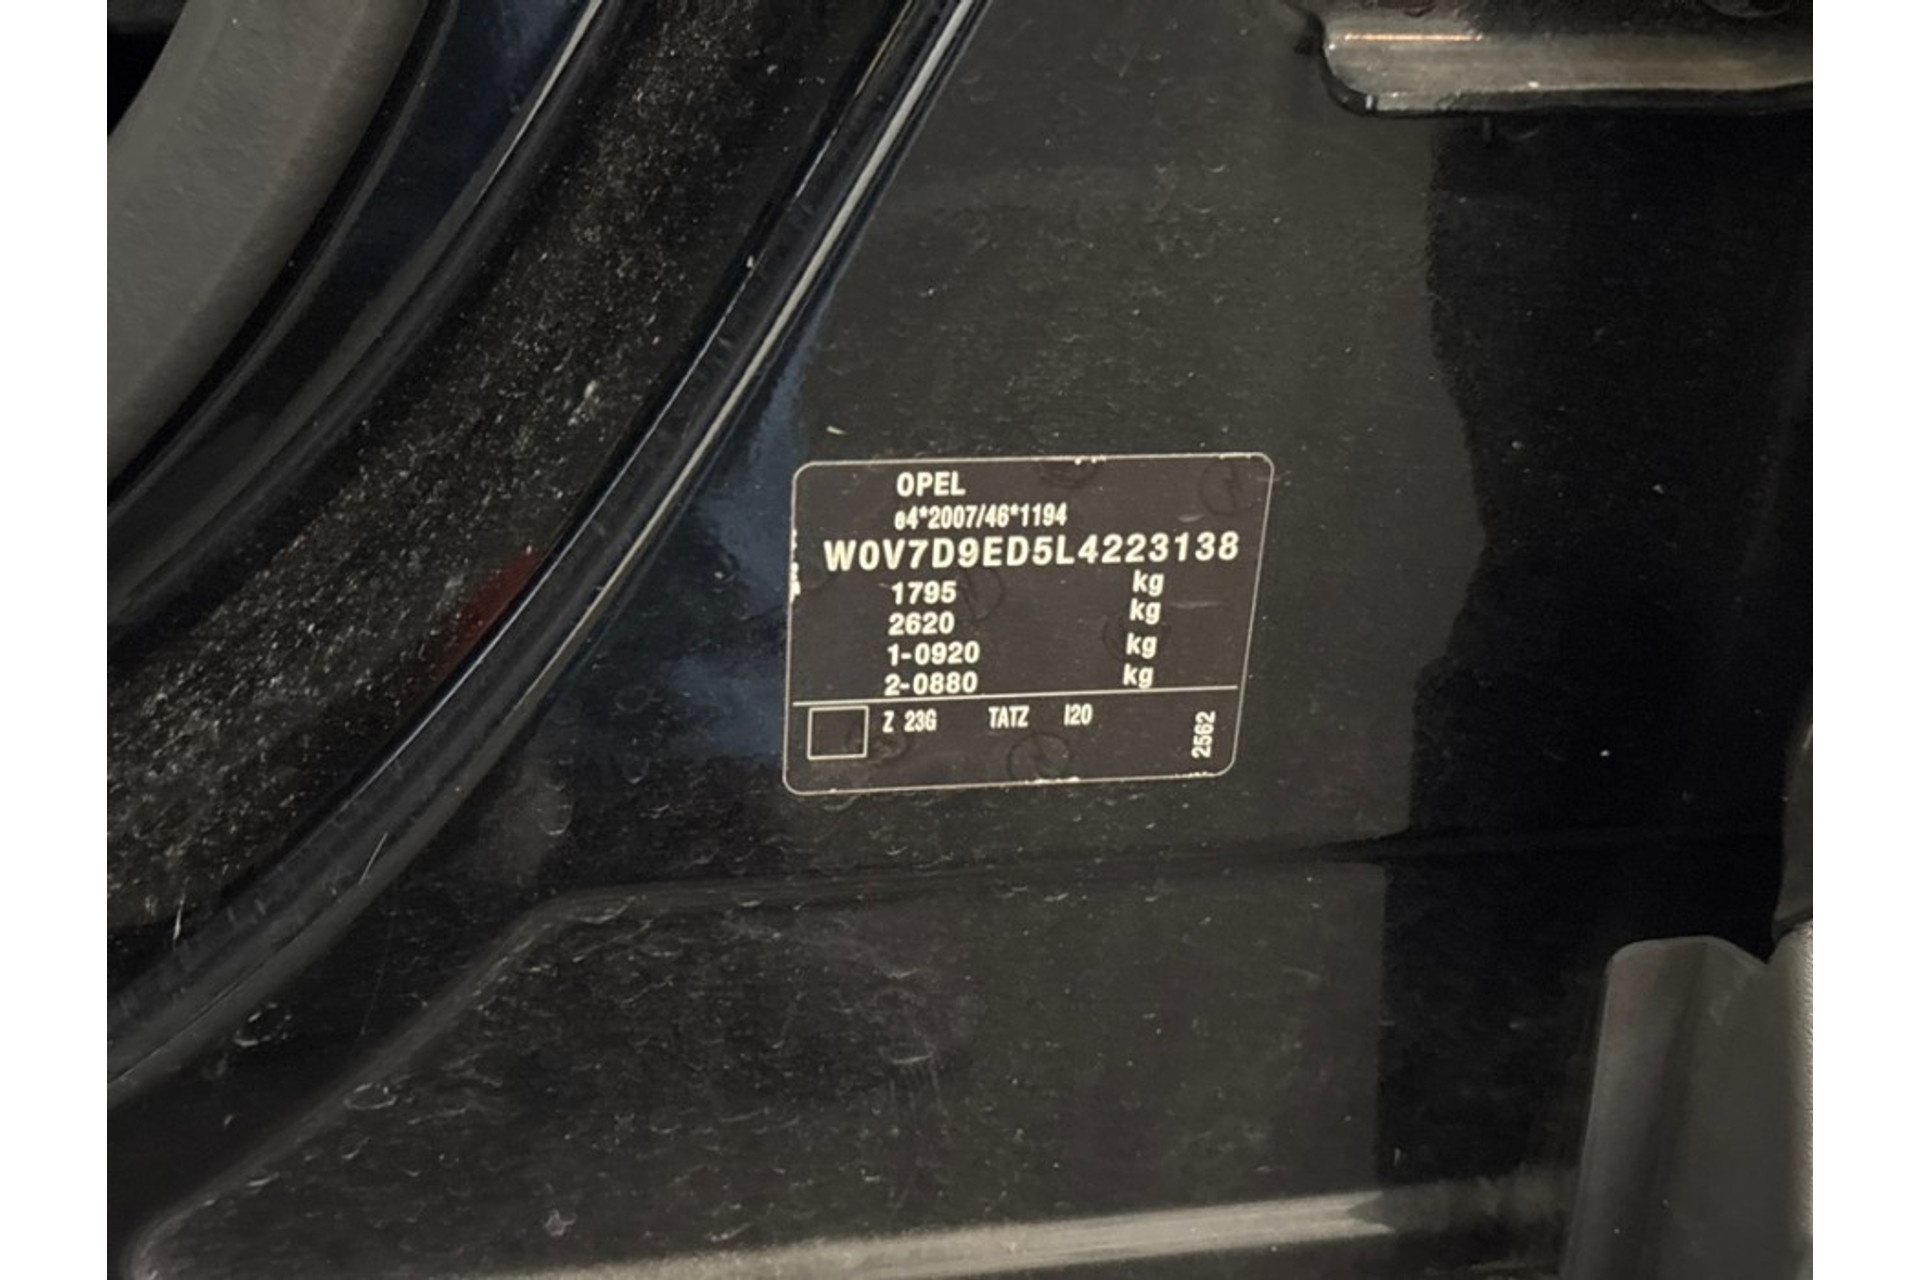 OPEL
e4*2007/46*1194
W0V7D9ED5L4223138
1795 kg
2620 kg
1-0920 kg
2-0880 kg
Z 23G TATZ I20
2562